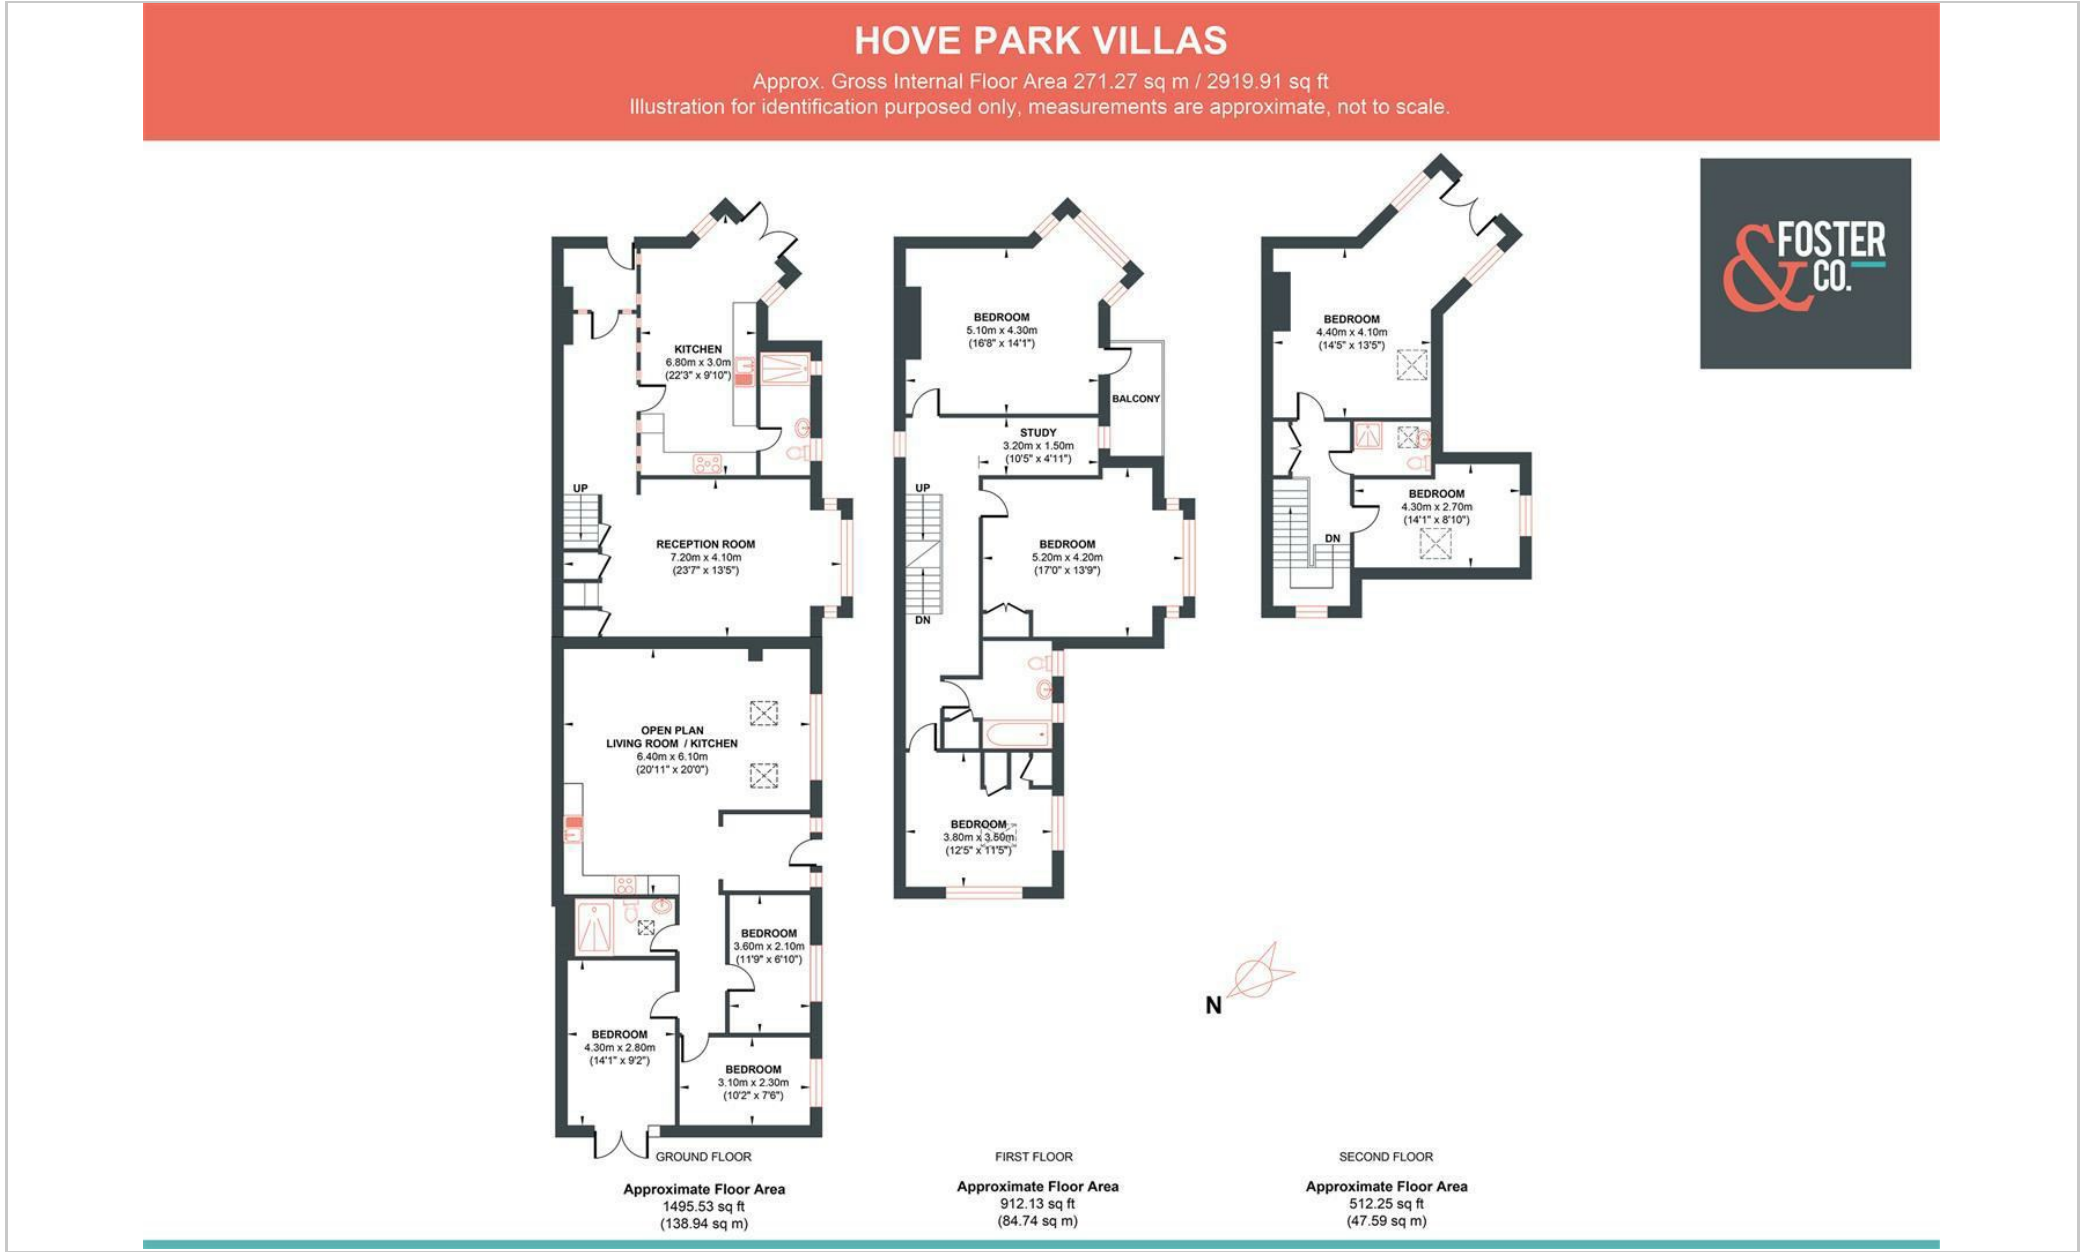 HOVE PARK VILLAS
Approx. Gross Internal Floor Area 271.27 sq m / 2919.91 sq ft
Illustration for identification purposed only, measurements are approximate, not to scale.
& FOSTER
CO.
KITCHEN
6.80m x 3.0m
(22'3" x 9'10")
UP
RECEPTION ROOM
7.20m x 4.10m
(23'7" x 13'5")
OPEN PLAN
LIVING ROOM / KITCHEN
6.40m x 6.10m
(20'11" x 20'0")
BEDROOM
3.60m x 2.10m
(11'9" x 6'10")
BEDROOM
4.30m x 2.80m
(14'1" x 9'2")
BEDROOM
3.10m x 2.30m
(10'2" x 7'6")
GROUND FLOOR
Approximate Floor Area
1495.53 sq ft
(138.94 sq m)
BEDROOM
5.10m x 4.30m
(16'8" x 14'1")
BALCONY
STUDY
3.20m x 1.50m
(10'5" x 4'11")
UP
BEDROOM
5.20m x 4.20m
(17'0" x 13'9")
DN
BEDROOM
3.80m x 3.50m
(12'5" x 11'5")
FIRST FLOOR
Approximate Floor Area
912.13 sq ft
(84.74 sq m)
BEDROOM
4.40m x 4.10m
(14'5" x 13'5")
BEDROOM
4.30m x 2.70m
(14'1" x 8'10")
DN
N
SECOND FLOOR
Approximate Floor Area
512.25 sq ft
(47.59 sq m)